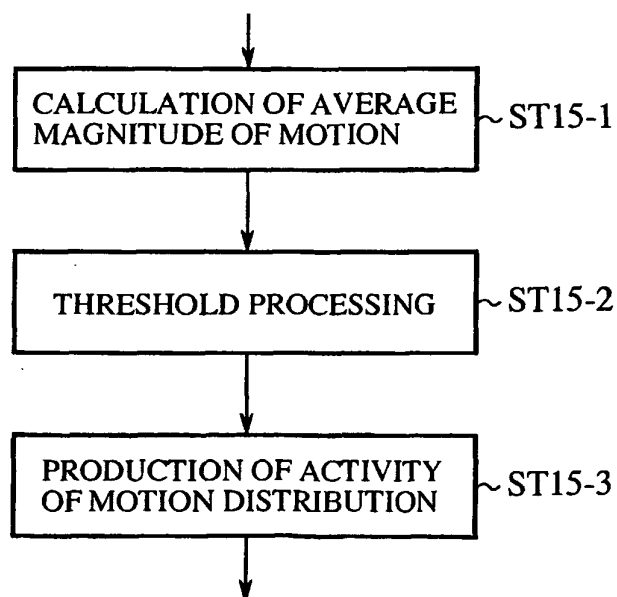 CALCULATION OF AVERAGE
MAGNITUDE OF MOTION
ST15-1
THRESHOLD PROCESSING
ST15-2
PRODUCTION OF ACTIVITY
OF MOTION DISTRIBUTION
ST15-3